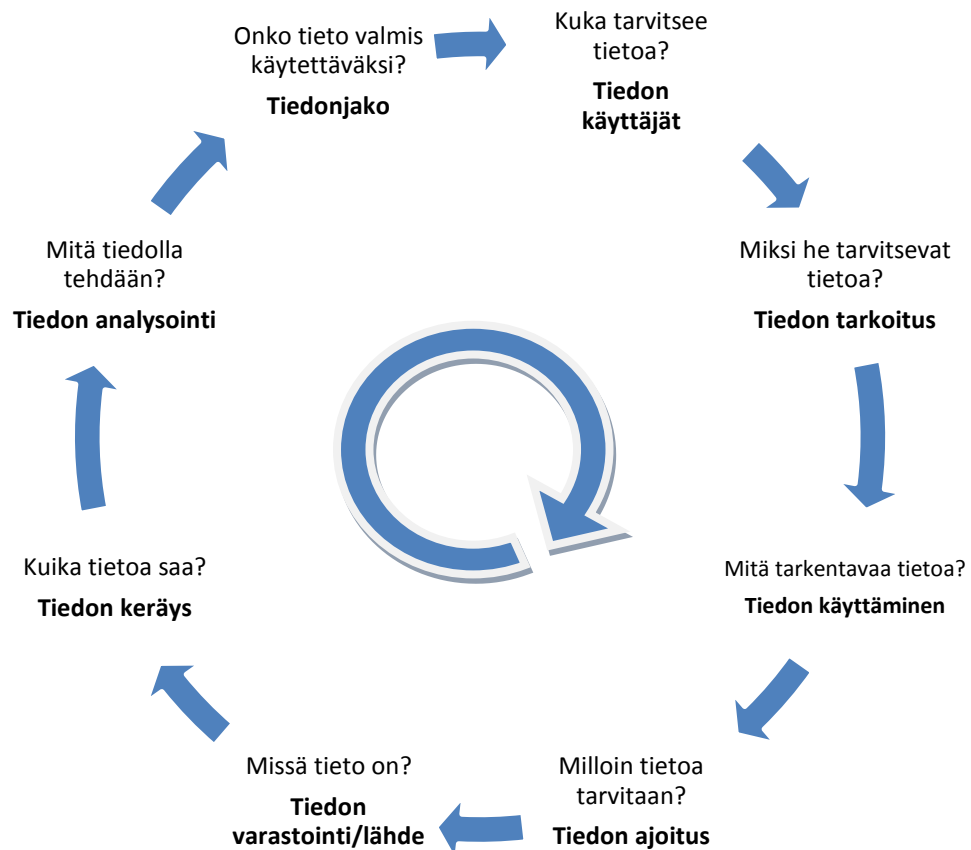 Onko tieto valmis
käytettäväksi?
Tiedonjako
Kuka tarvitsee
tietoa?
Tiedon
käyttäjät
Miksi he tarvitsevat
tietoa?
Tiedon tarkoitus
Mitä tarkentavaa tietoa?
Tiedon käyttäminen
Milloin tietoa
tarvitaan?
Tiedon ajoitus
Missä tieto on?
Tiedon
varastointi/lähde
Kuika tietoa saa?
Tiedon keräys
Mitä tiedolla
tehdään?
Tiedon analysointi